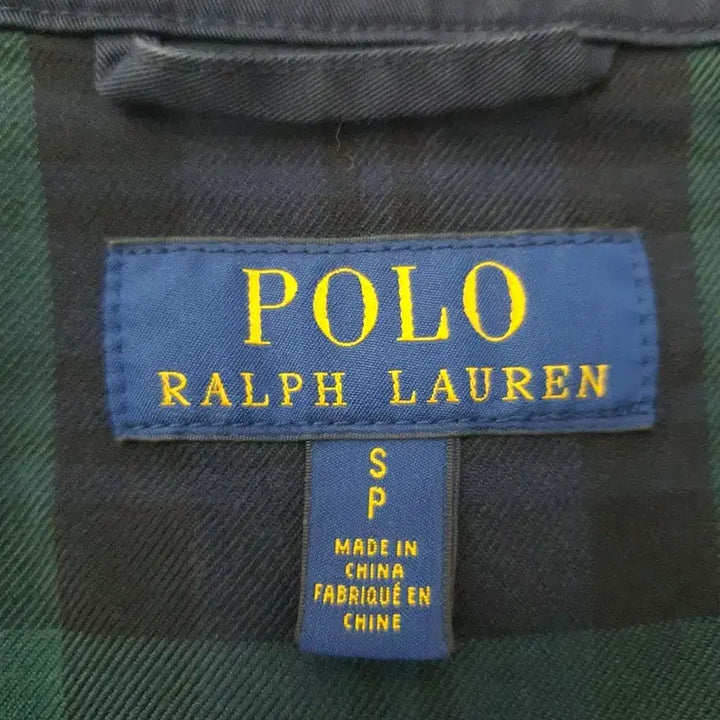 POLO
RALPH LAUREN
S
P
MADE IN
CHINA
FABRIQUÉ EN
CHINE